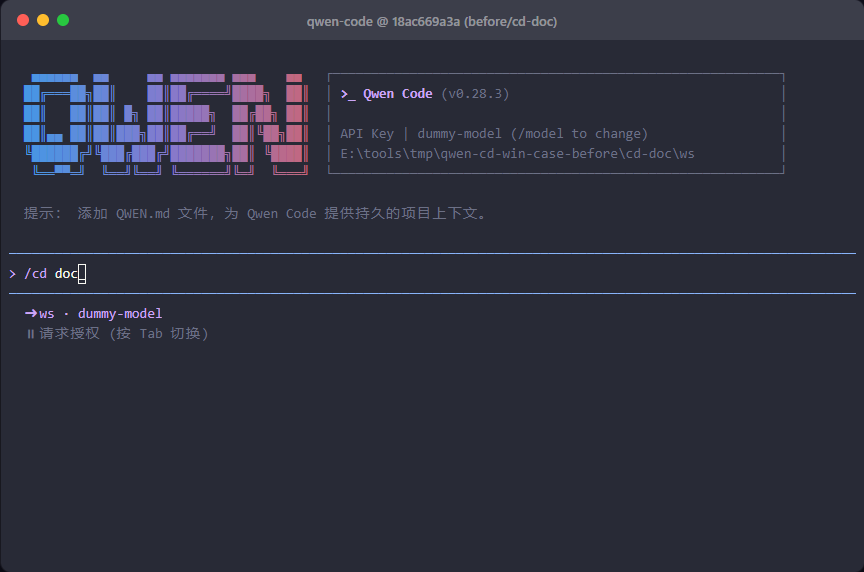 qwen-code @ 18ac669a3a (before/cd-doc)
QWEN
>_ Qwen Code (v0.28.3)
API Key | dummy-model (/model to change)
E:\tools\tmp\qwen-cd-win-case-before\cd-doc\ws
提示: 添加 QWEN.md 文件, 为 Qwen Code 提供持久的项目上下文。
> /cd doc
➜ws · dummy-model
⏸请求授权 (按 Tab 切换)